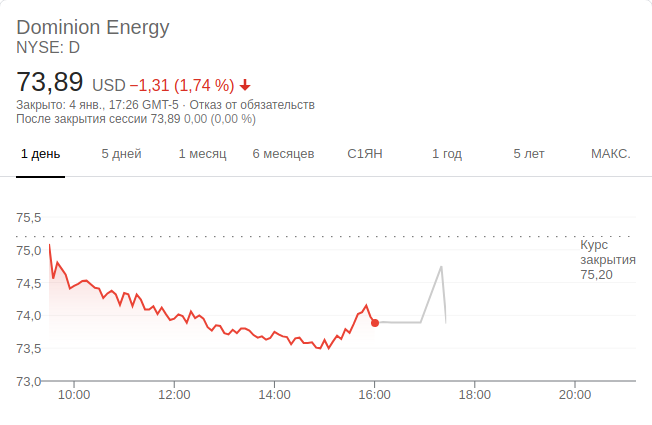 Dominion Energy
NYSE: D
73,89 USD −1,31 (1,74 %)
Закрыто: 4 янв., 17:26 GMT-5 · Отказ от обязательств
После закрытия сессии 73,89 0,00 (0,00 %)
1 день 5 дней 1 месяц 6 месяцев С1ЯН 1 год 5 лет МАКС.
75,5
Курс
75,0
закрытия
75,20
74,5
74,0
73,5
73,0
10:00 12:00 14:00 16:00 18:00 20:00